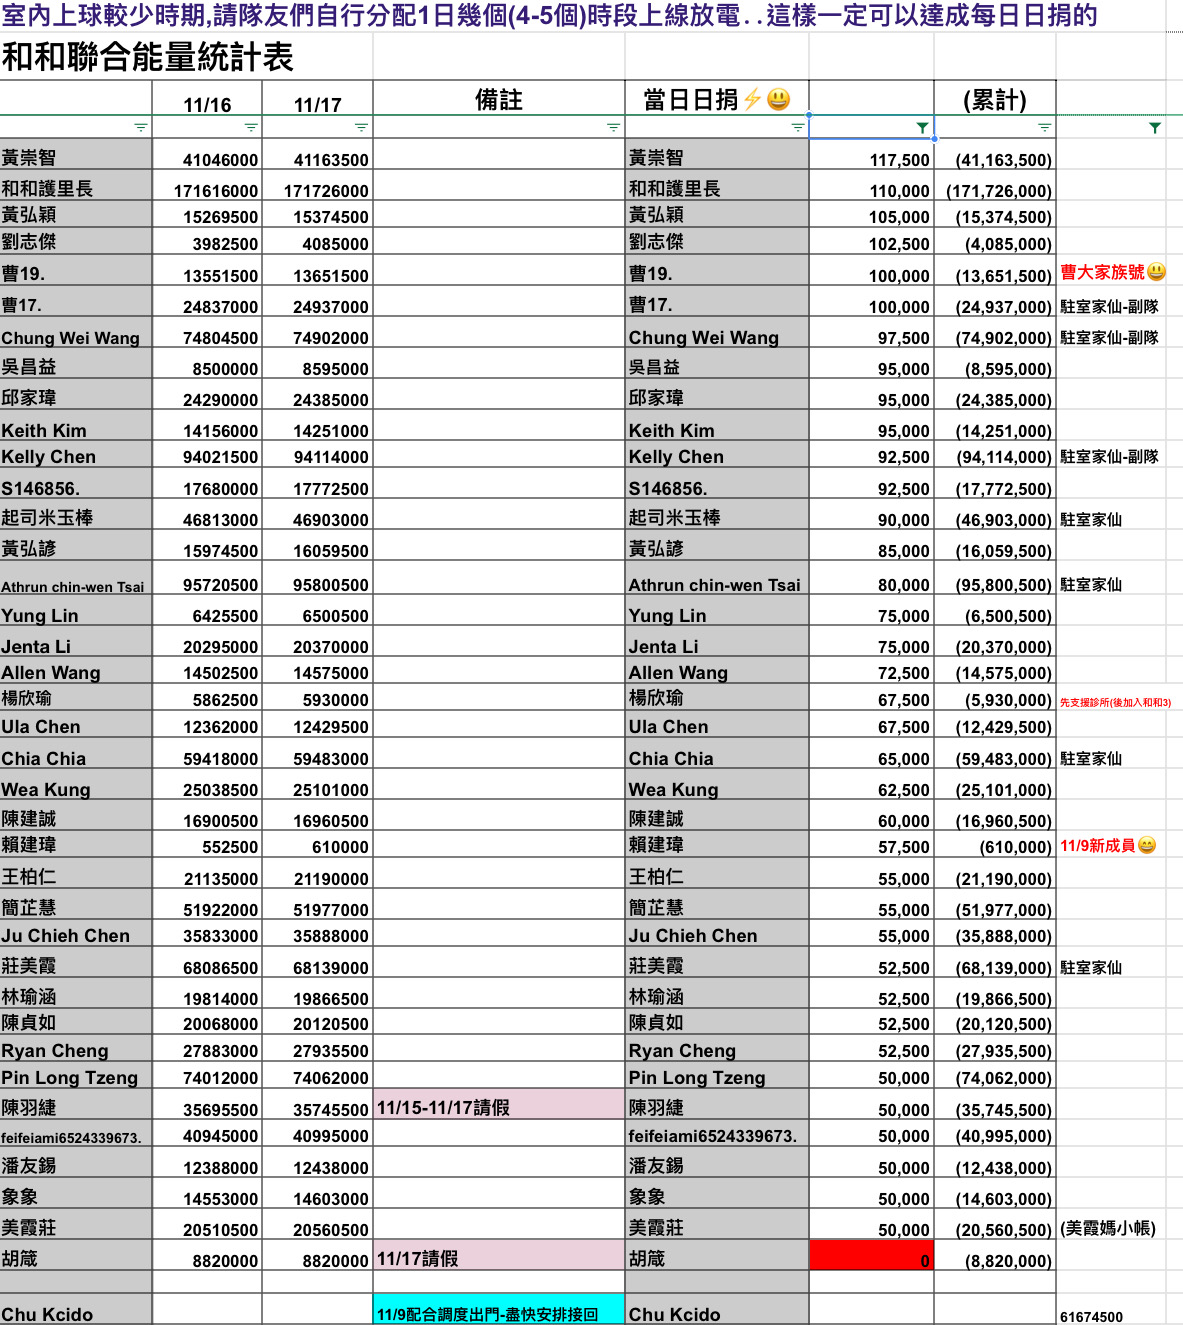 室內上球較少時期,請隊友們自行分配1日幾個(4-5個)時段上線放電..這樣一定可以達成每日日捐的
和和聯合能量統計表
11/16 11/17 備註 當日日捐⚡😃 (累計)
黃崇智 41046000 41163500 黃崇智 117,500 (41,163,500)
和和護里長 171616000 171726000 和和護里長 110,000 (171,726,000)
黃弘穎 15269500 15374500 黃弘穎 105,000 (15,374,500)
劉志傑 3982500 4085000 劉志傑 102,500 (4,085,000)
曹19. 13551500 13651500 曹19. 100,000 (13,651,500) 曹大家族號😃
曹17. 24837000 24937000 曹17. 100,000 (24,937,000) 駐室家仙-副隊
Chung Wei Wang 74804500 74902000 Chung Wei Wang 97,500 (74,902,000) 駐室家仙-副隊
吳昌益 8500000 8595000 吳昌益 95,000 (8,595,000)
邱家瑋 24290000 24385000 邱家瑋 95,000 (24,385,000)
Keith Kim 14156000 14251000 Keith Kim 95,000 (14,251,000)
Kelly Chen 94021500 94114000 Kelly Chen 92,500 (94,114,000) 駐室家仙-副隊
S146856. 17680000 17772500 S146856. 92,500 (17,772,500)
起司米玉棒 46813000 46903000 起司米玉棒 90,000 (46,903,000) 駐室家仙
黃弘諺 15974500 16059500 黃弘諺 85,000 (16,059,500)
Athrun chin-wen Tsai 95720500 95800500 Athrun chin-wen Tsai 80,000 (95,800,500) 駐室家仙
Yung Lin 6425500 6500500 Yung Lin 75,000 (6,500,500)
Jenta Li 20295000 20370000 Jenta Li 75,000 (20,370,000)
Allen Wang 14502500 14575000 Allen Wang 72,500 (14,575,000)
楊欣瑜 5862500 5930000 楊欣瑜 67,500 (5,930,000) 先支援診所(後加入和和3)
Ula Chen 12362000 12429500 Ula Chen 67,500 (12,429,500)
Chia Chia 59418000 59483000 Chia Chia 65,000 (59,483,000) 駐室家仙
Wea Kung 25038500 25101000 Wea Kung 62,500 (25,101,000)
陳建誠 16900500 16960500 陳建誠 60,000 (16,960,500)
賴建瑋 552500 610000 賴建瑋 57,500 (610,000) 11/9新成員😄
王柏仁 21135000 21190000 王柏仁 55,000 (21,190,000)
簡芷慧 51922000 51977000 簡芷慧 55,000 (51,977,000)
Ju Chieh Chen 35833000 35888000 Ju Chieh Chen 55,000 (35,888,000)
莊美霞 68086500 68139000 莊美霞 52,500 (68,139,000) 駐室家仙
林瑜涵 19814000 19866500 林瑜涵 52,500 (19,866,500)
陳貞如 20068000 20120500 陳貞如 52,500 (20,120,500)
Ryan Cheng 27883000 27935500 Ryan Cheng 52,500 (27,935,500)
Pin Long Tzeng 74012000 74062000 Pin Long Tzeng 50,000 (74,062,000)
陳羽緁 35695500 35745500 11/15-11/17請假 陳羽緁 50,000 (35,745,500)
feifeiami6524339673. 40945000 40995000 feifeiami6524339673. 50,000 (40,995,000)
潘友錫 12388000 12438000 潘友錫 50,000 (12,438,000)
象象 14553000 14603000 象象 50,000 (14,603,000)
美霞莊 20510500 20560500 美霞莊 50,000 (20,560,500) (美霞媽小帳)
胡箴 8820000 8820000 11/17請假 胡箴 0 (8,820,000)
Chu Kcido 11/9配合調度出門-盡快安排接回 Chu Kcido 61674500